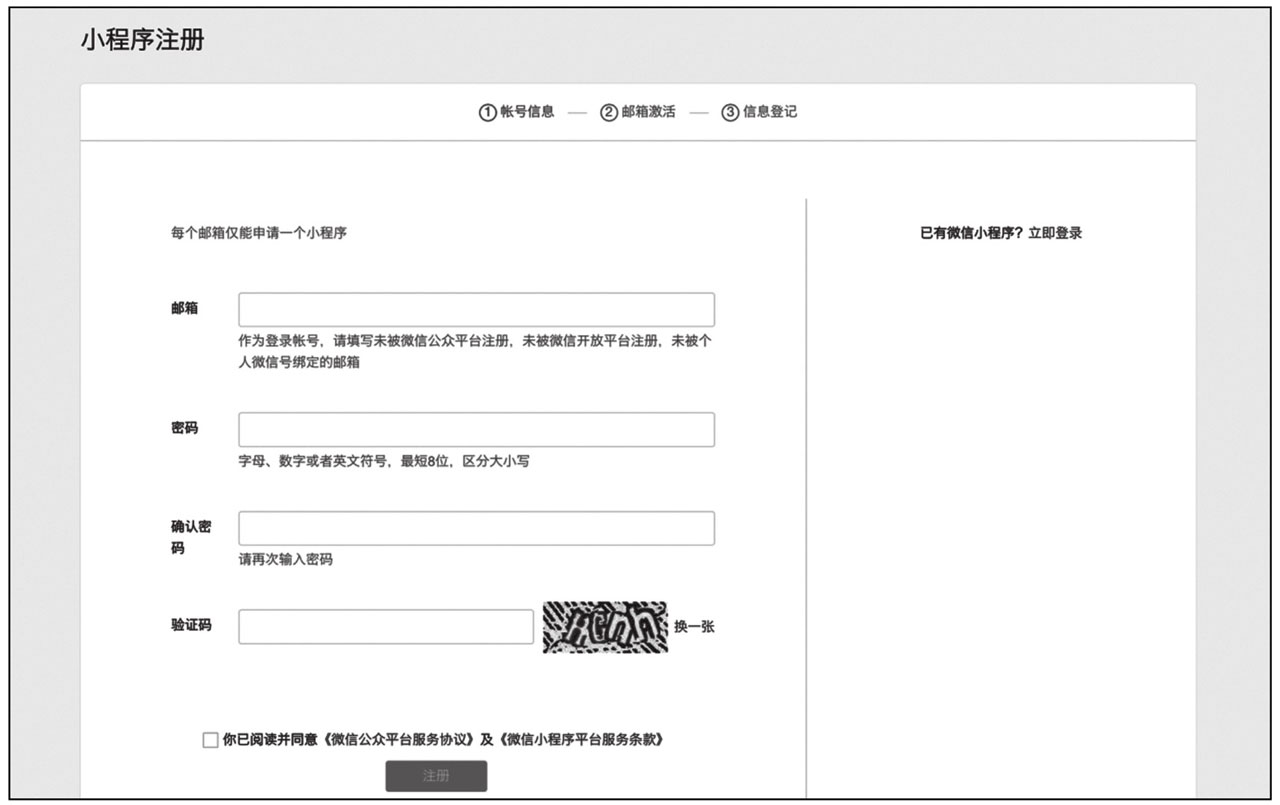 小程序注册
①帐号信息 — ②邮箱激活 — ③信息登记
每个邮箱仅能申请一个小程序
已有微信小程序？立即登录
邮箱
作为登录帐号，请填写未被微信公众平台注册，未被微信开放平台注册，未被个
人微信号绑定的邮箱
密码
字母、数字或者英文符号，最短8位，区分大小写
确认密
码
请再次输入密码
验证码
换一张
你已阅读并同意《微信公众平台服务协议》及《微信小程序平台服务条款》
注册